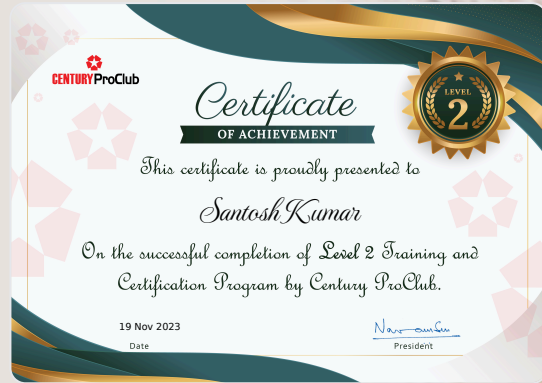 CENTURY ProClub
LEVEL
2
Certificate
OF ACHIEVEMENT
This certificate is proudly presented to
Santosh Kumar
On the successful completion of Level 2 Training and
Certification Program by Century ProClub.
19 Nov 2023
Date
President